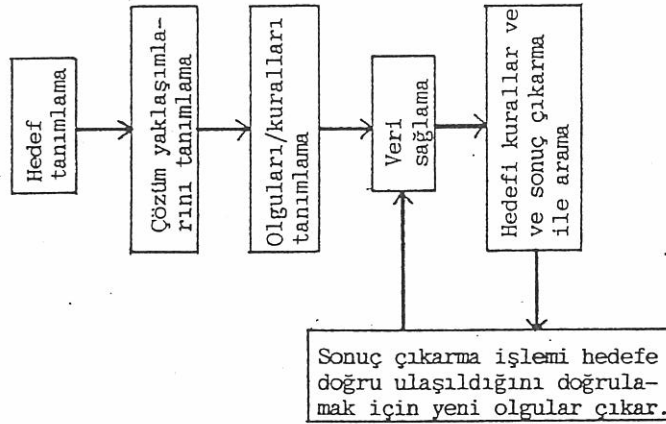 Hedef
tanımlama
Çözüm yaklaşımla-
rını tanımlama
Olguları/kuralları
tanımlama
Veri
sağlama
Hedefi kurallar ve
ve sonuç çıkarma
ile arama
Sonuç çıkarma işlemi hedefe
doğru ulaşıldığını doğrula-
mak için yeni olgular çıkar.